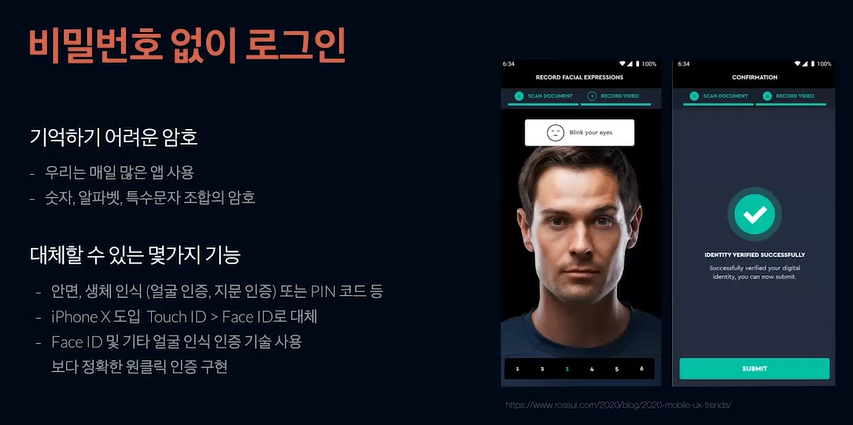 비밀번호 없이 로그인
기억하기 어려운 암호
- 우리는 매일 많은 앱 사용
- 숫자, 알파벳, 특수문자 조합의 암호
대체할 수 있는 몇가지 기능
- 안면, 생체 인식 (얼굴 인증, 지문 인증) 또는 PIN 코드 등
- iPhone X 도입 Touch ID > Face ID로 대체
- Face ID 및 기타 얼굴 인식 인증 기술 사용
보다 정확한 원클릭 인증 구현
6:34 100%
RECORD FACIAL EXPRESSIONS
SCAN DOCUMENT RECORD VIDEO
Blink your eyes
1 2 3 4 5 6
6:34 100%
CONFIRMATION
SCAN DOCUMENT RECORD VIDEO
IDENTITY VERIFIED SUCCESSFULLY
Successfully verified your digital
identity, you can now submit.
SUBMIT
https://www.rossul.com/2020/blog/2020-mobile-ux-trends/